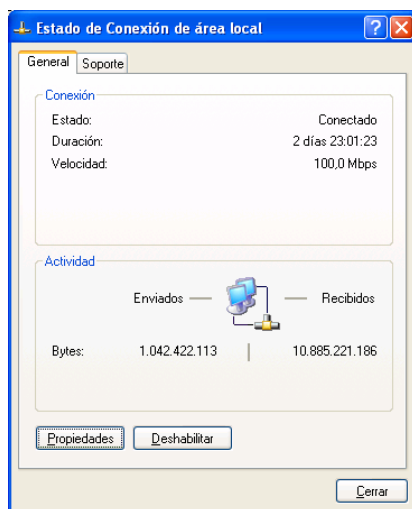 Estado de Conexión de área local
General Soporte
Conexión
Estado: Conectado
Duración: 2 días 23:01:23
Velocidad: 100,0 Mbps
Actividad
Enviados — — Recibidos
Bytes: 1.042.422.113 | 10.885.221.186
Propiedades Deshabilitar
Cerrar